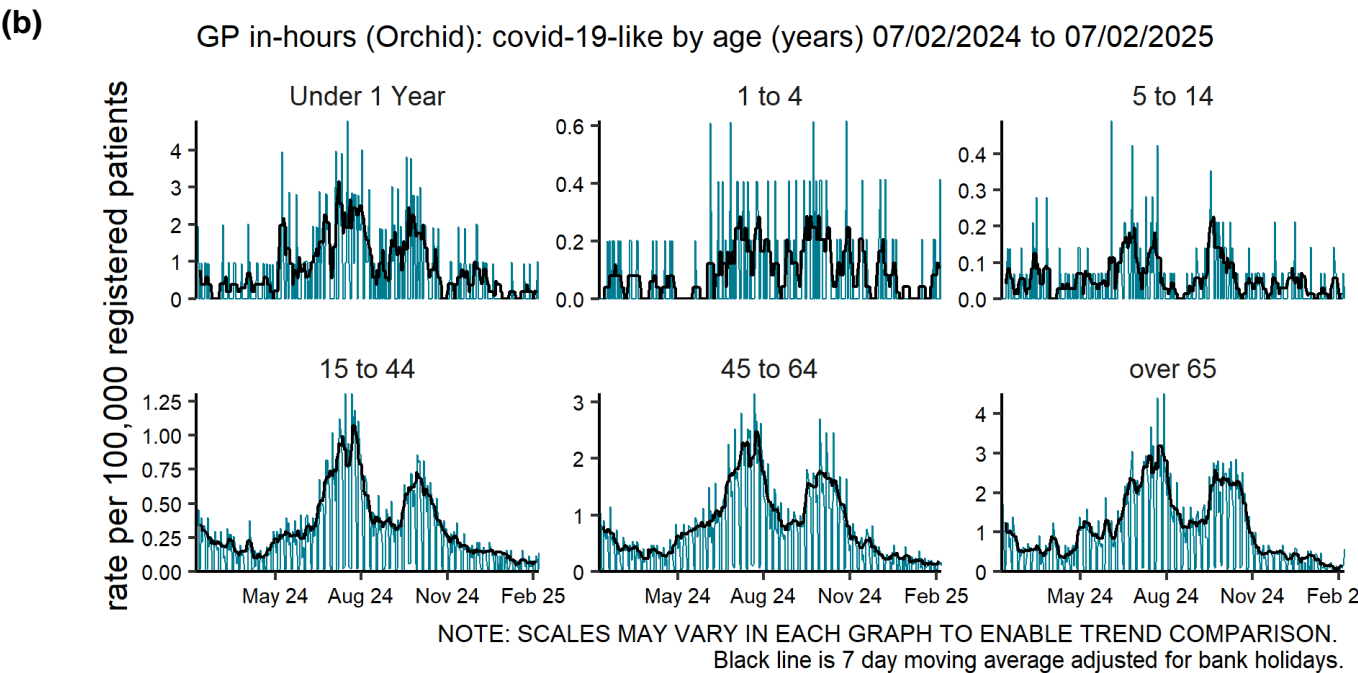 (b)
GP in-hours (Orchid): covid-19-like by age (years) 07/02/2024 to 07/02/2025
rate per 100,000 registered patients
Under 1 Year
4
3
2
1
0
1 to 4
0.6
0.4
0.2
0.0
5 to 14
0.4
0.3
0.2
0.1
0.0
15 to 44
1.25
1.00
0.75
0.50
0.25
0.00
May 24 Aug 24 Nov 24 Feb 25
45 to 64
3
2
1
0
May 24 Aug 24 Nov 24 Feb 25
over 65
4
3
2
1
0
May 24 Aug 24 Nov 24 Feb 2
NOTE: SCALES MAY VARY IN EACH GRAPH TO ENABLE TREND COMPARISON.
Black line is 7 day moving average adjusted for bank holidays.